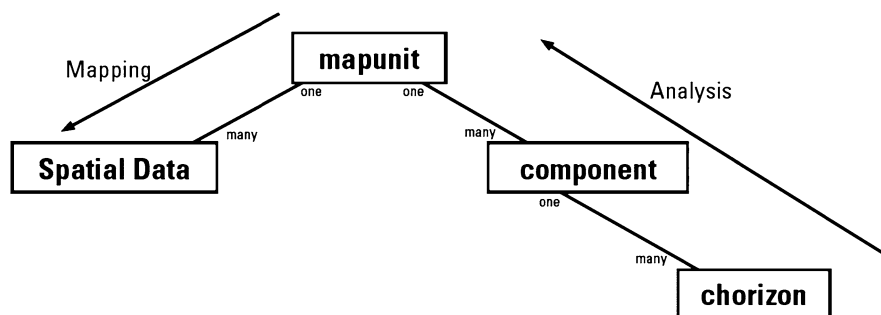 mapunit
Mapping
one
one
Analysis
many
many
Spatial Data
component
one
many
chorizon